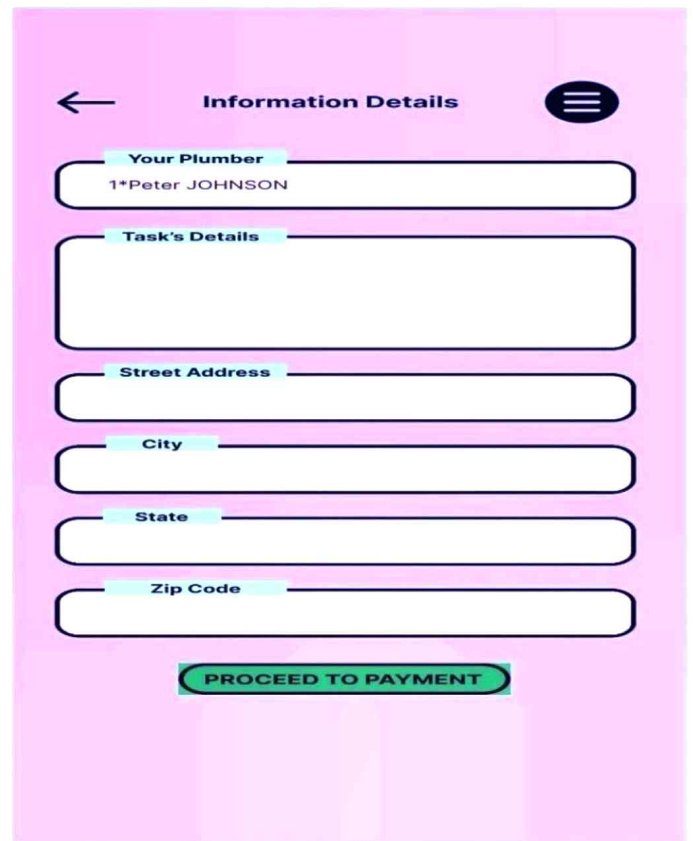 Information Details
Your Plumber
1*Peter JOHNSON
Task's Details
Street Address
City
State
Zip Code
PROCEED TO PAYMENT